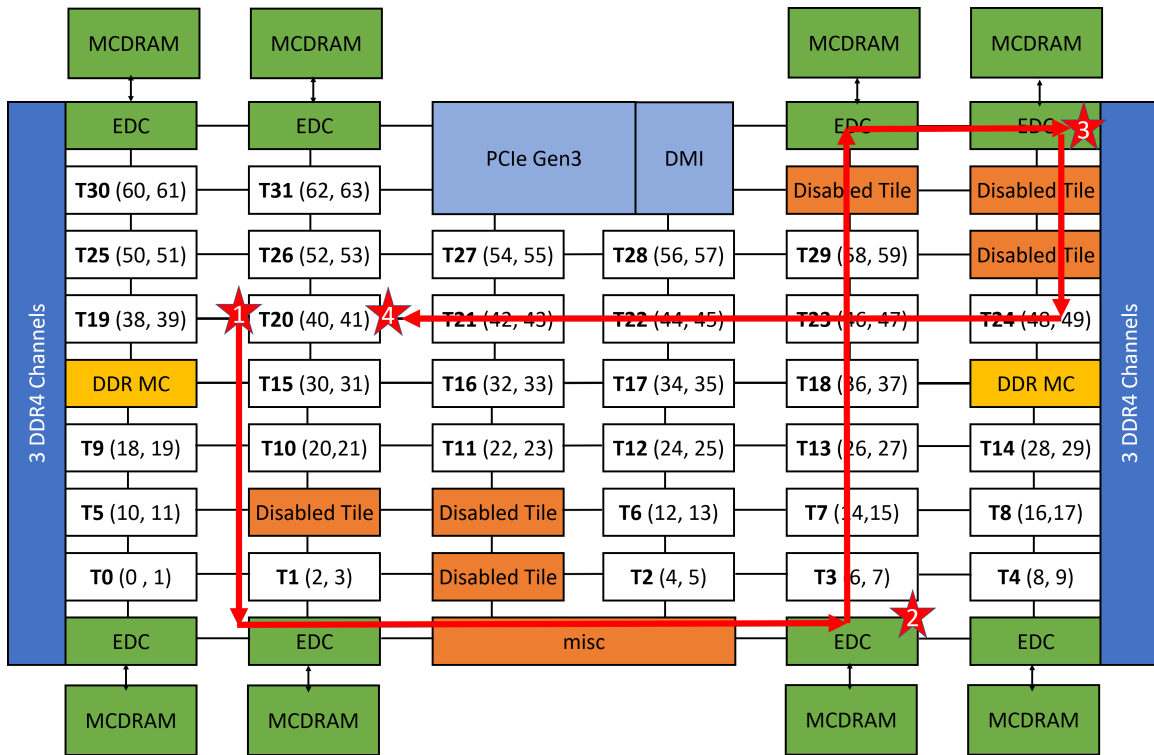 MCDRAM
MCDRAM
MCDRAM
MCDRAM
EDC
EDC
PCIe Gen3
DMI
EDC
EDC
3
T30 (60, 61)
T31 (62, 63)
Disabled Tile
Disabled Tile
T25 (50, 51)
T26 (52, 53)
T27 (54, 55)
T28 (56, 57)
T29 (58, 59)
Disabled Tile
T19 (38, 39)
1
T20 (40, 41)
4
T21 (42, 43)
T22 (44, 45)
T23 (46, 47)
T24 (48, 49)
3 DDR4 Channels
3 DDR4 Channels
DDR MC
T15 (30, 31)
T16 (32, 33)
T17 (34, 35)
T18 (36, 37)
DDR MC
T9 (18, 19)
T10 (20,21)
T11 (22, 23)
T12 (24, 25)
T13 (26, 27)
T14 (28, 29)
T5 (10, 11)
Disabled Tile
Disabled Tile
T6 (12, 13)
T7 (14,15)
T8 (16,17)
T0 (0 , 1)
T1 (2, 3)
Disabled Tile
T2 (4, 5)
T3 (6, 7)
T4 (8, 9)
2
EDC
EDC
misc
EDC
EDC
MCDRAM
MCDRAM
MCDRAM
MCDRAM